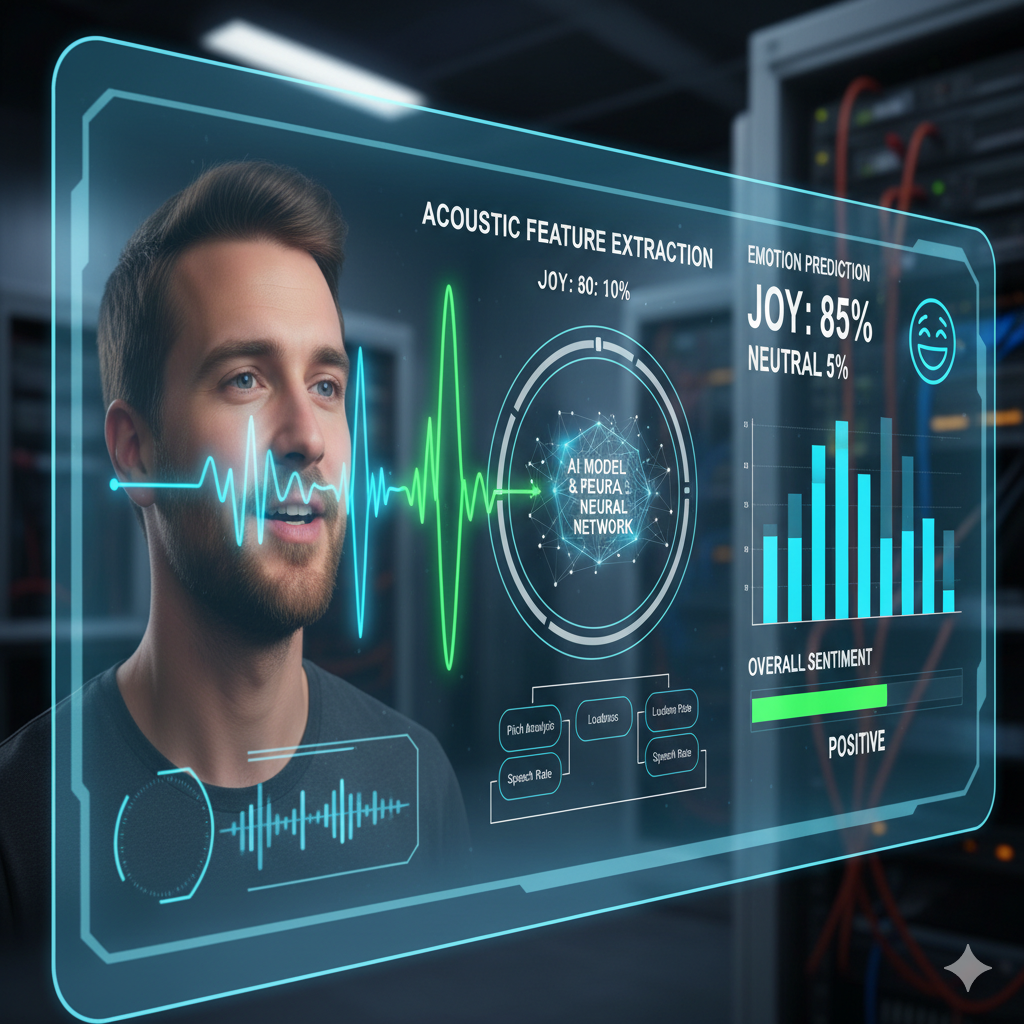 ACOUSTIC FEATURE EXTRACTION
JOY: 80: 10%
AI MODEL
& PEURA
NEURAL
NETWORK
Pitch Analysis
Loudness
Speech Rate
Speech Rate
EMOTION PREDICTION
JOY: 85%
NEUTRAL 5%
OVERALL SENTIMENT
POSITIVE